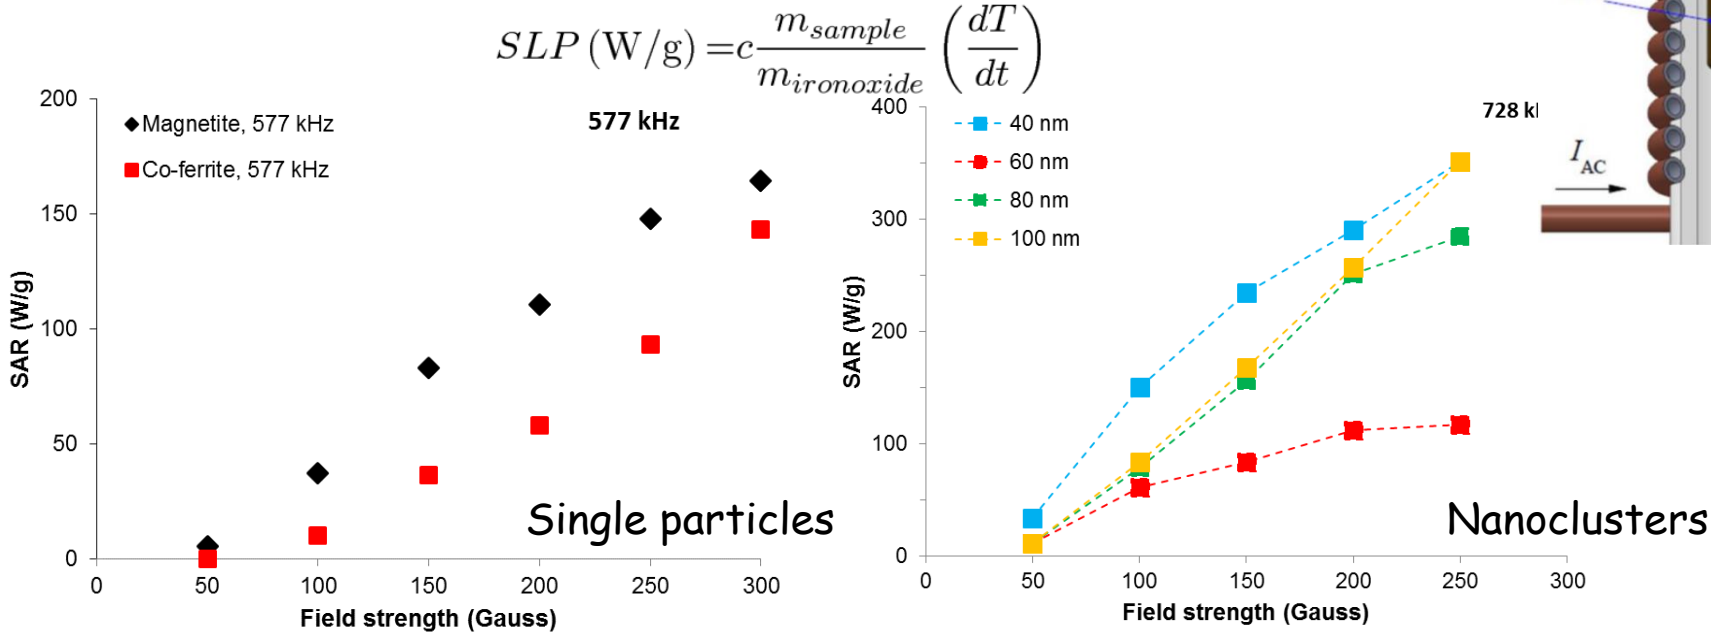 SLP (W/g) = c m_sample / m_ironoxide (dT / dt)
200
150
100
50
0
0 50 100 150 200 250 300
SAR (W/g)
Field strength (Gauss)
Magnetite, 577 kHz
Co-ferrite, 577 kHz
577 kHz
Single particles
400
300
200
100
0
0 50 100 150 200 250 300
SAR (W/g)
Field strength (Gauss)
40 nm
60 nm
80 nm
100 nm
728
Nanoclusters
I_AC